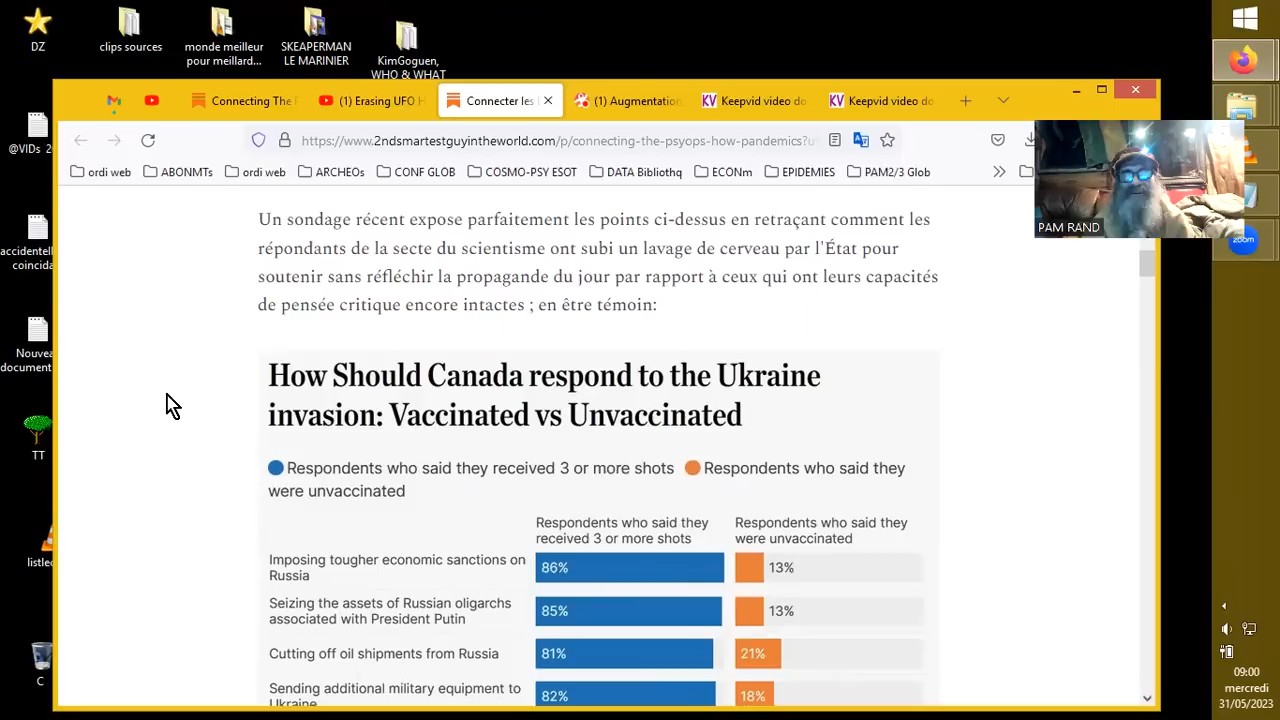 DZ
clips sources
monde meilleur
pour meillard...
SKEAPERMAN
LE MARINIER
KimGoguen,
WHO & WHAT
Connecting The
(1) Erasing UFO H
Connecter les
(1) Augmentation
Keepvid video do
Keepvid video do
https://www.2ndsmartestguyintheworld.com/p/connecting-the-psyops-how-pandemics?u
ordi web
ABONMTs
ordi web
ARCHEOs
CONF GLOB
COSMO-PSY ESOT
DATA Bibliothq
ECONm
EPIDEMIES
PAM2/3 Glob
PAM RAND
zoom
@VIDs 2
accidentell
coincida
Nouvea
document
TT
listle
C
Un sondage récent expose parfaitement les points ci-dessus en retraçant comment les
répondants de la secte du scientisme ont subi un lavage de cerveau par l'État pour
soutenir sans réfléchir la propagande du jour par rapport à ceux qui ont leurs capacités
de pensée critique encore intactes ; en être témoin:
How Should Canada respond to the Ukraine
invasion: Vaccinated vs Unvaccinated
Respondents who said they received 3 or more shots
Respondents who said they
were unvaccinated
Respondents who said they
received 3 or more shots
Respondents who said they
were unvaccinated
Imposing tougher economic sanctions on
Russia
86%
13%
Seizing the assets of Russian oligarchs
associated with President Putin
85%
13%
Cutting off oil shipments from Russia
81%
21%
Sending additional military equipment to
Ukraine
82%
18%
09:00
mercredi
31/05/2023